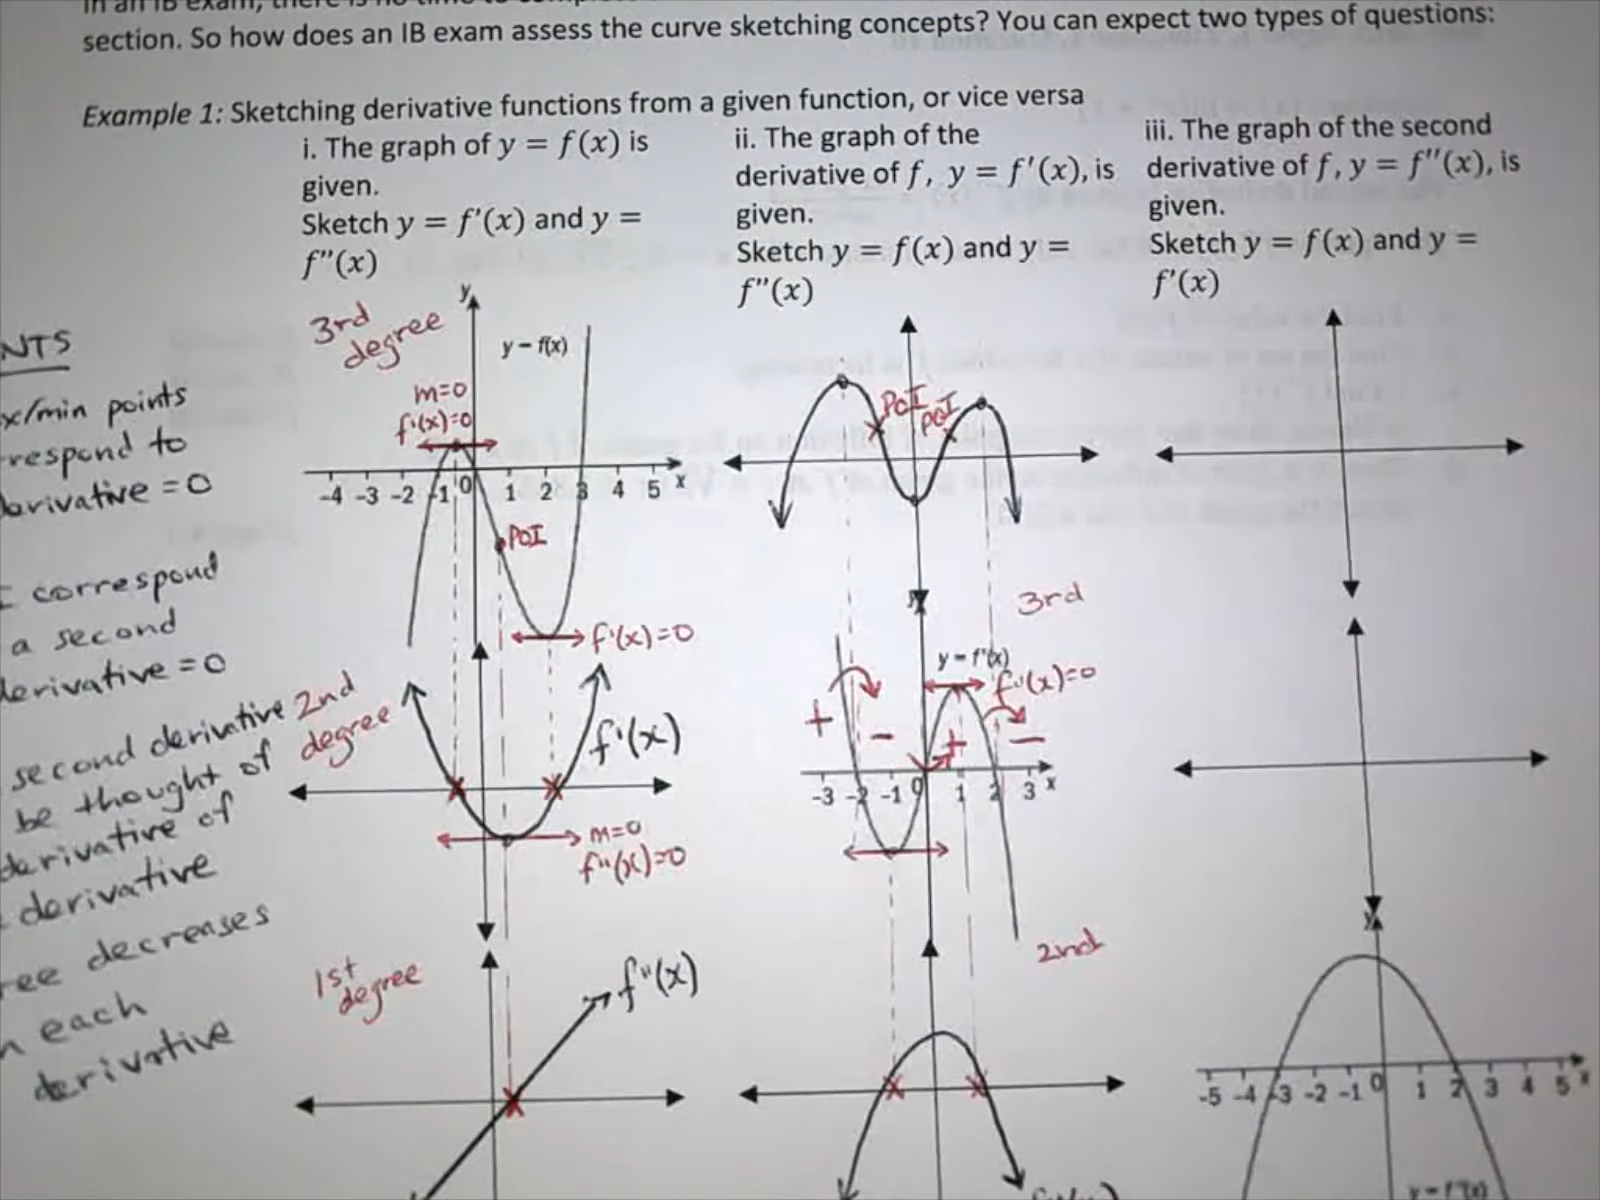 section. So how does an IB exam assess the curve sketching concepts? You can expect two types of questions:
Example 1: Sketching derivative functions from a given function, or vice versa
i. The graph of y = f(x) is
given.
Sketch y = f'(x) and y =
f"(x)
ii. The graph of the
derivative of f, y = f'(x), is
given.
Sketch y = f(x) and y =
f"(x)
iii. The graph of the second
derivative of f, y = f"(x), is
given.
Sketch y = f(x) and y =
f'(x)
NTS
x/min points
respond to
derivative = 0
correspond
a second
derivative = 0
second derivative
be thought of
derivative of
derivative
ree decreases
each
derivative
3rd
degree
y
y = f(x)
m=0
f'(x)=0
-4 -3 -2 -1 0 1 2 3 4 5 x
POI
f'(x)=0
2nd
degree
f'(x)
m=0
f"(x)=0
1st
degree
f"(x)
POI
POI
3rd
y = f'(x)
f"(x)=0
+ - + -
-3 -2 -1 0 1 2 3 x
2nd
y
-5 -4 -3 -2 -1 0 1 2 3 4 5 x
y = f"(x)